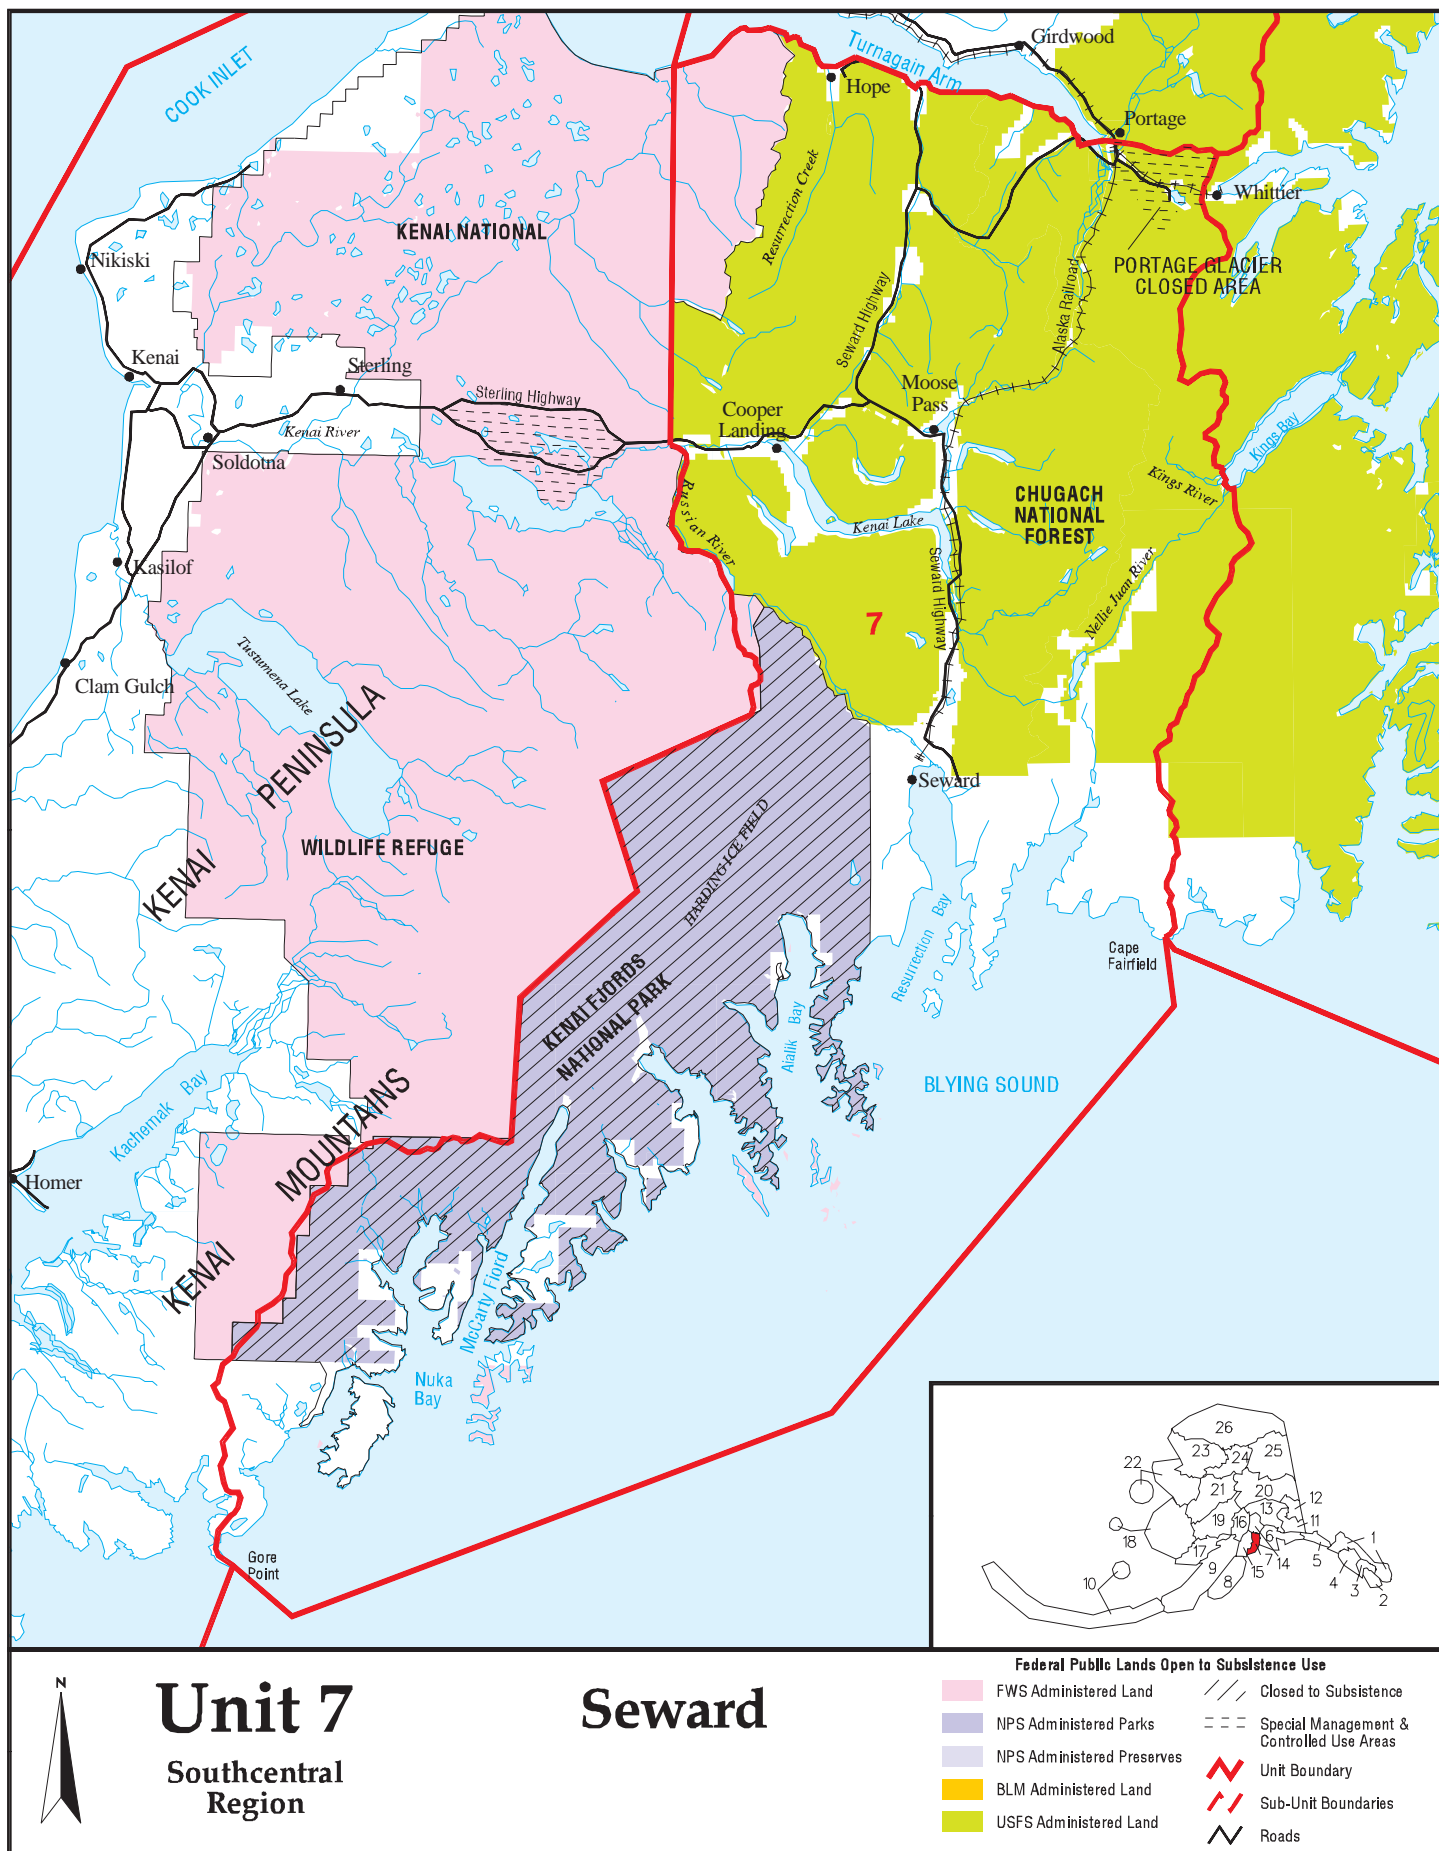 COOK INLET
Turnagain Arm
Girdwood
Hope
Portage
Resurrection Creek
Whittier
KENAI NATIONAL
Nikiski
PORTAGE GLACIER
CLOSED AREA
Alaska Railroad
Seward Highway
Kenai
Sterling
Sterling Highway
Moose
Pass
Cooper
Landing
Kenai River
Soldotna
Kings Bay
Kings River
Russian River
CHUGACH
NATIONAL
FOREST
Kenai Lake
Seward Highway
Kasilof
Nellie Juan River
7
Tustumena Lake
Clam Gulch
PENINSULA
Seward
WILDLIFE REFUGE
HARDING ICE FIELD
KENAI
Resurrection Bay
Cape
Fairfield
KENAI FJORDS
NATIONAL PARK
Aialik Bay
BLYING SOUND
Kachemak Bay
MOUNTAINS
Homer
KENAI
McCarty Fiord
Nuka
Bay
Gore
Point
26
23
24
25
22
21
20
12
13
11
19
16
6
1
18
17
7
14
5
9
15
4
3
10
8
2
N
Unit 7
Southcentral
Region
Seward
Federal Public Lands Open to Subsistence Use
FWS Administered Land
NPS Administered Parks
NPS Administered Preserves
BLM Administered Land
USFS Administered Land
Closed to Subsistence
Special Management &
Controlled Use Areas
Unit Boundary
Sub-Unit Boundaries
Roads